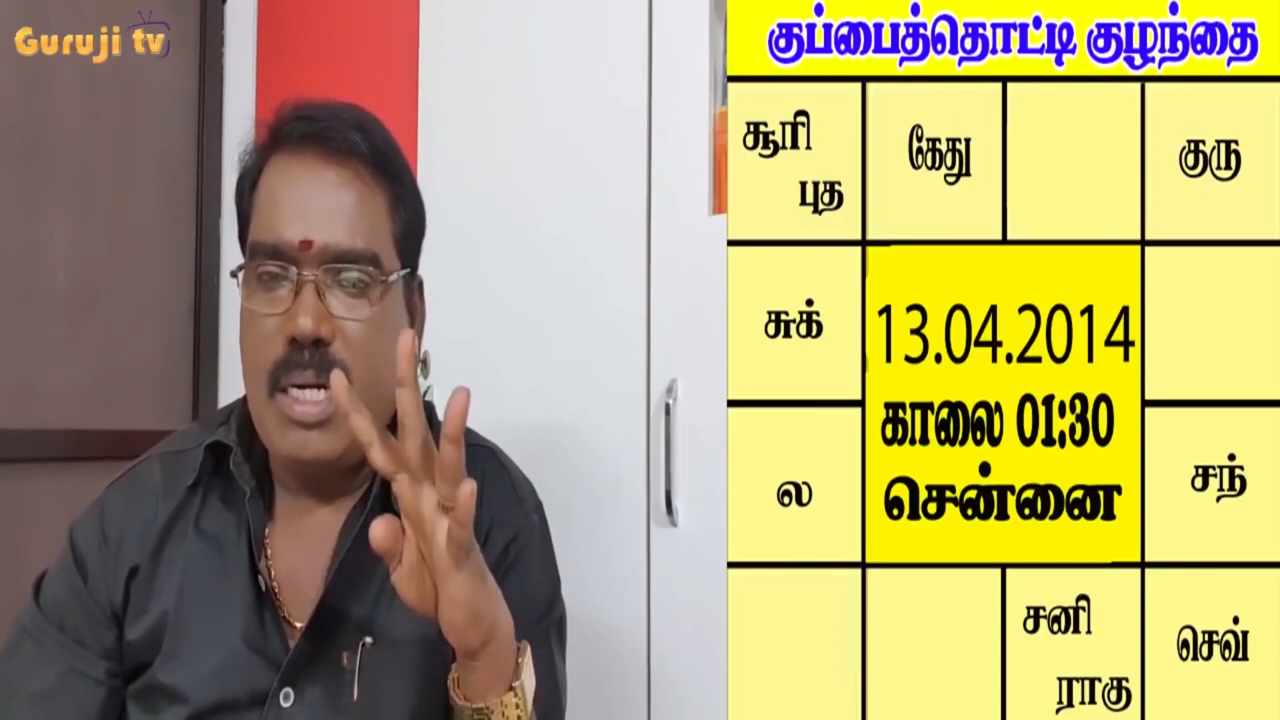 Guruji tv
குப்பைத்தொட்டி குழந்தை
சூரி
புத
கேது
குரு
சுக்
13.04.2014
காலை 01:30
சென்னை
ல
சந்
சனி
ராகு
செவ்